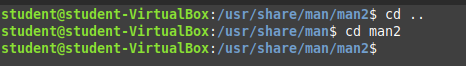 student@student-VirtualBox:/usr/share/man/man2$ cd ..
student@student-VirtualBox:/usr/share/man$ cd man2
student@student-VirtualBox:/usr/share/man/man2$